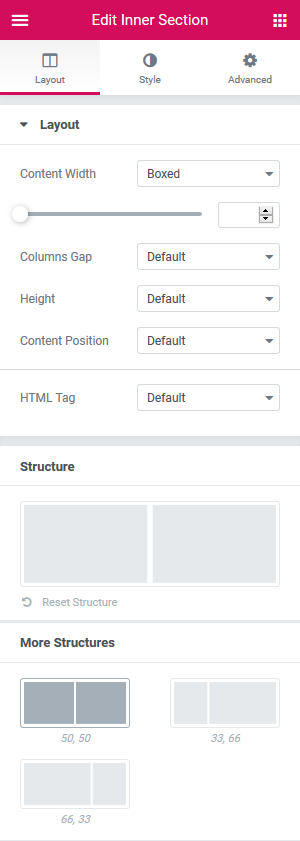 Edit Inner Section
Layout Style Advanced
Layout
Content Width Boxed
Columns Gap Default
Height Default
Content Position Default
HTML Tag Default
Structure
Reset Structure
More Structures
50, 50 33, 66
66, 33